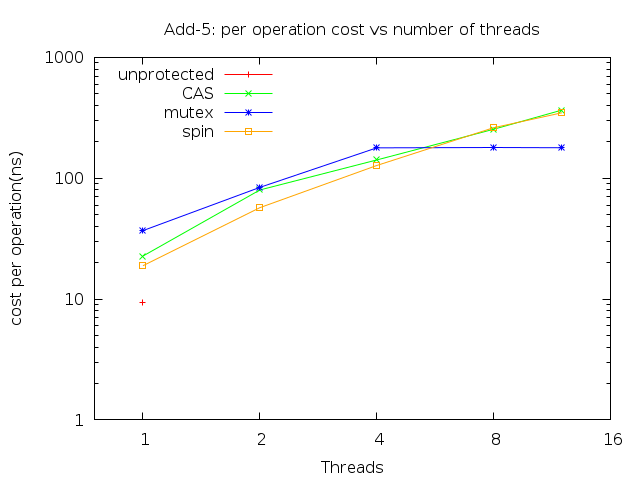 Add-5: per operation cost vs number of threads
1000
100
10
1
cost per operation(ns)
unprotected
CAS
mutex
spin
1 2 4 8 16
Threads